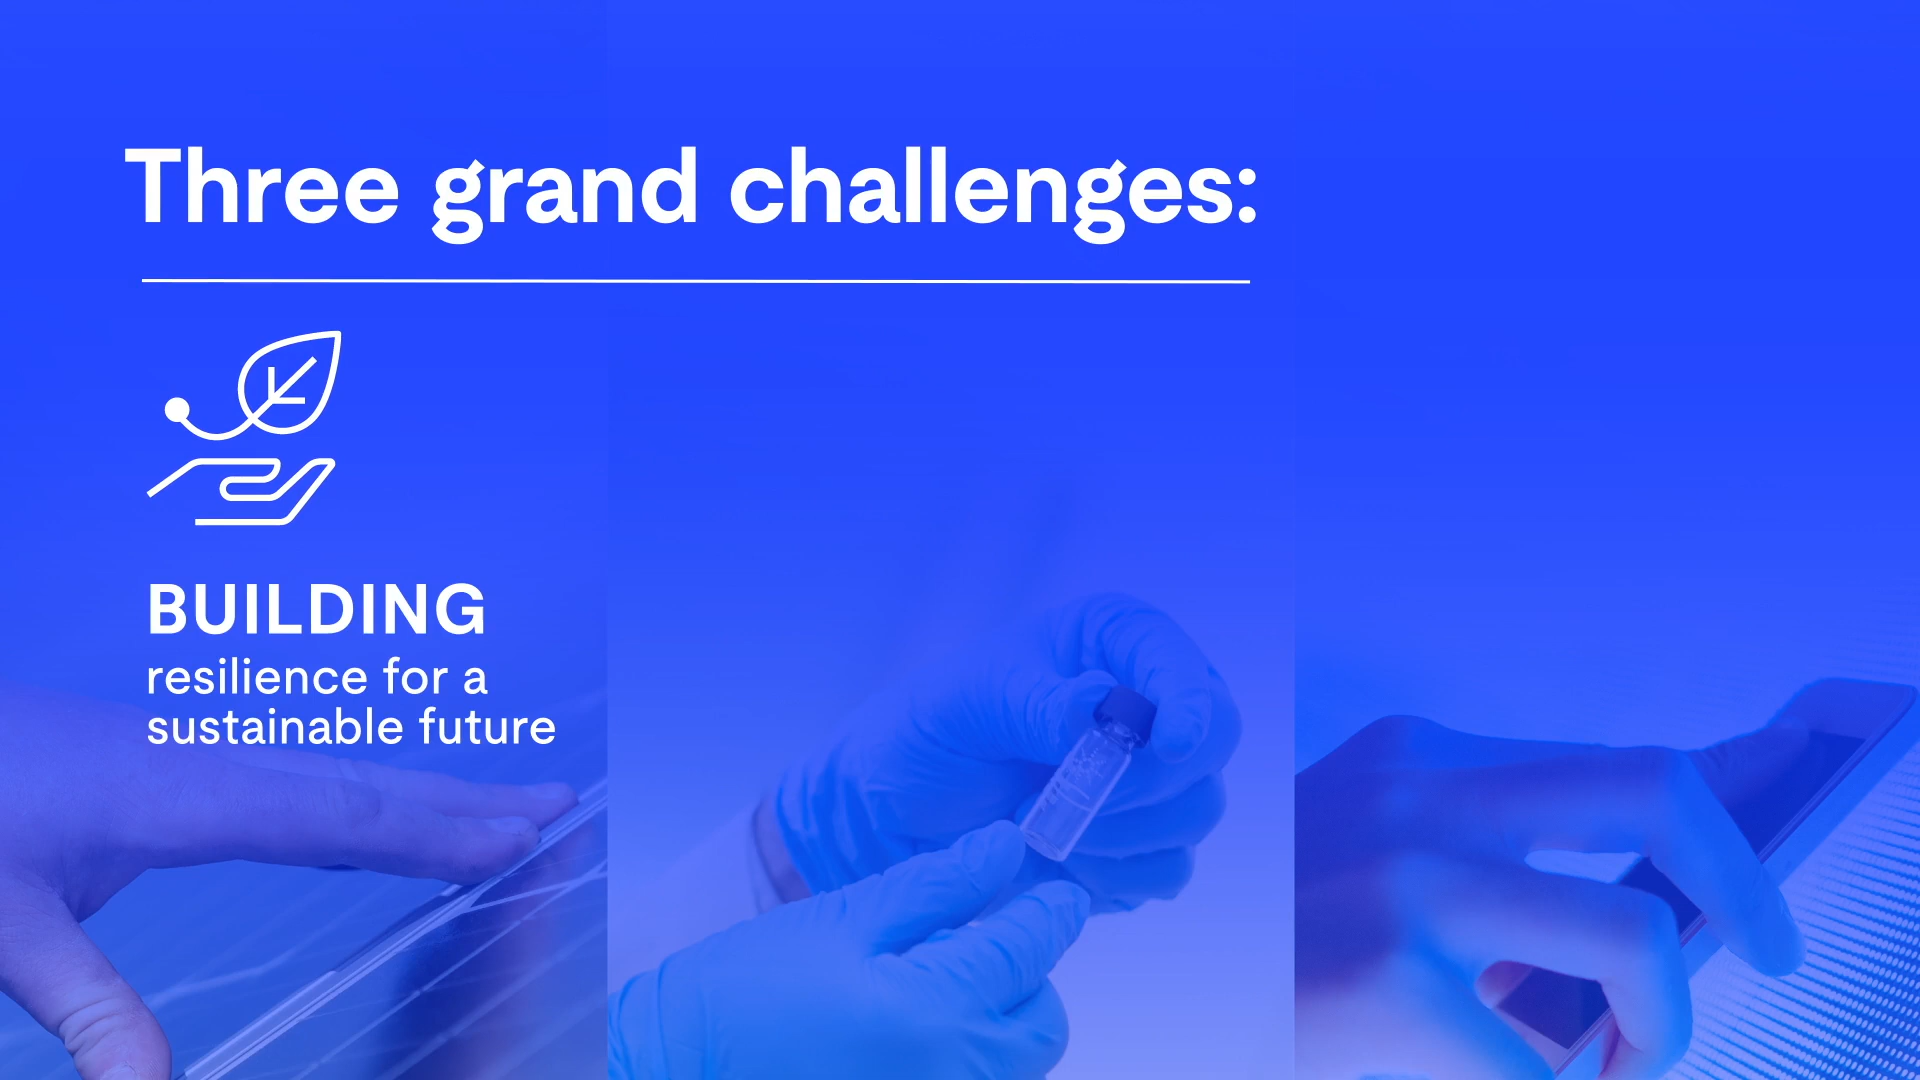 Three grand challenges:
BUILDING
resilience for a
sustainable future